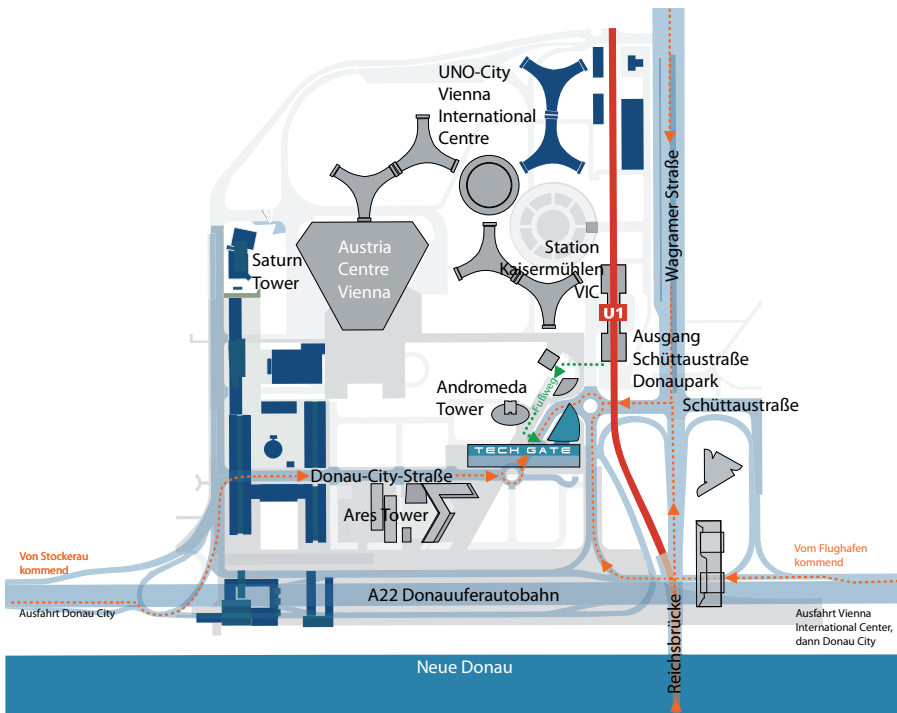 UNO-City
Vienna
International
Centre
Wagramer Straße
Austria
Centre
Vienna
Saturn
Tower
Station
Kaisermühlen
VIC
U1
Ausgang
Schüttaustraße
Donaupark
Schüttaustraße
Andromeda
Tower
Fußweg
TECH GATE
Donau-City-Straße
Ares Tower
Von Stockerau
kommend
Vom Flughafen
kommend
Ausfahrt Donau City
A22 Donauuferautobahn
Ausfahrt Vienna
International Center,
dann Donau City
Reichsbrücke
Neue Donau